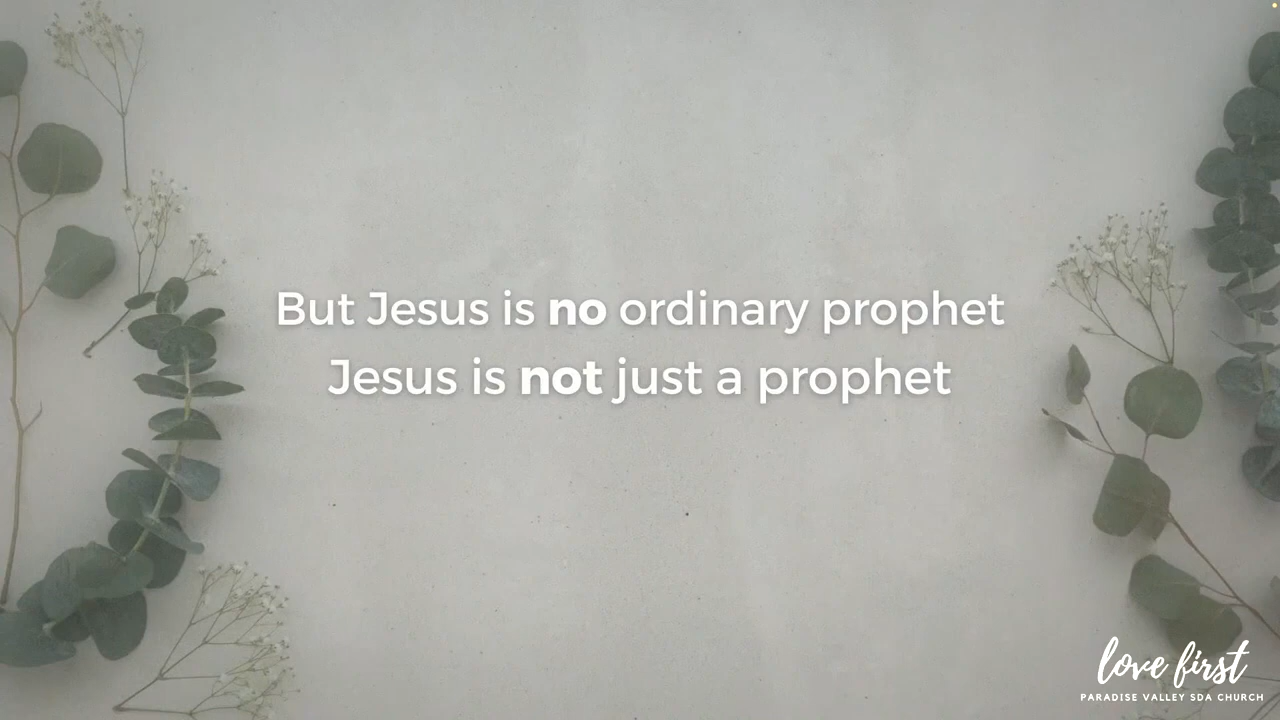 But Jesus is no ordinary prophet
Jesus is not just a prophet
love first
PARADISE VALLEY SDA CHURCH